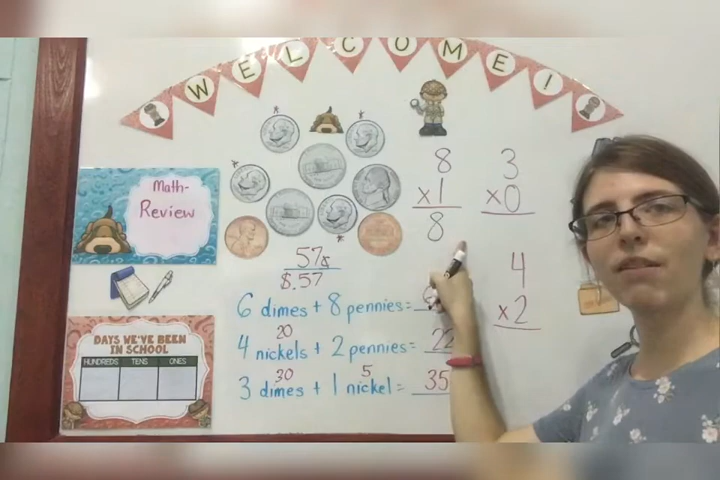 WELCOME!
Math-
Review
DAYS WE'VE BEEN
IN SCHOOL
HUNDREDS TENS ONES
57¢
$.57
6 dimes + 8 pennies =
20
4 nickels + 2 pennies = 22
30 5
3 dimes + 1 nickel = 35
8
x1
8
3
x0
4
x2